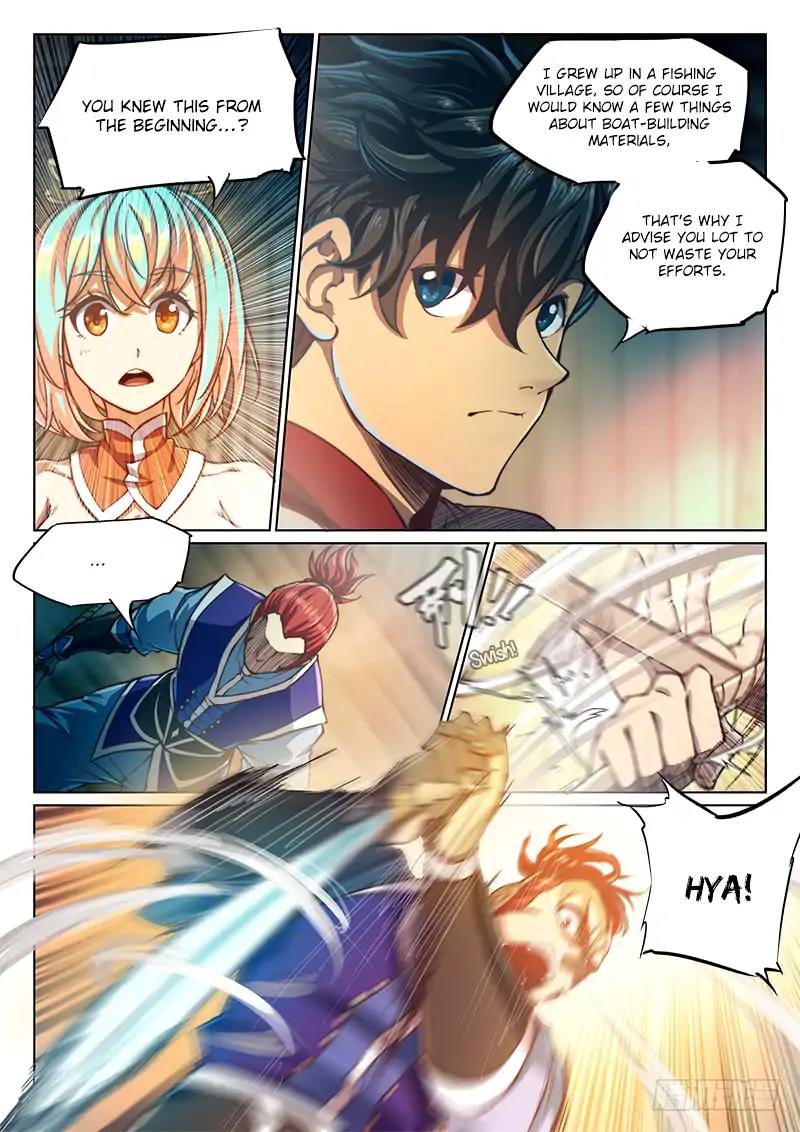 YOU KNEW THIS FROM
THE BEGINNING...?
I GREW UP IN A FISHING
VILLAGE, SO OF COURSE I
WOULD KNOW A FEW THINGS
ABOUT BOAT-BUILDING
MATERIALS,
THAT'S WHY I
ADVISE YOU LOT TO
NOT WASTE YOUR
EFFORTS.
...
Swish!
HYA!